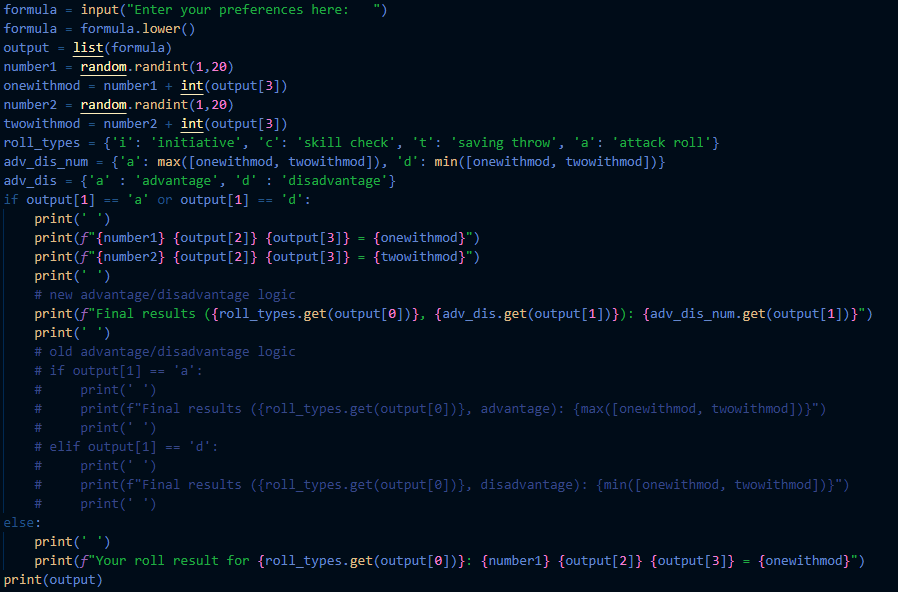 formula = input("Enter your preferences here:   ")
formula = formula.lower()
output = list(formula)
number1 = random.randint(1,20)
onewithmod = number1 + int(output[3])
number2 = random.randint(1,20)
twowithmod = number2 + int(output[3])
roll_types = {'i': 'initiative', 'c': 'skill check', 't': 'saving throw', 'a': 'attack roll'}
adv_dis_num = {'a': max([onewithmod, twowithmod]), 'd': min([onewithmod, twowithmod])}
adv_dis = {'a' : 'advantage', 'd' : 'disadvantage'}
if output[1] == 'a' or output[1] == 'd':
    print(' ')
    print(f"{number1} {output[2]} {output[3]} = {onewithmod}")
    print(f"{number2} {output[2]} {output[3]} = {twowithmod}")
    print(' ')
    # new advantage/disadvantage logic
    print(f"Final results ({roll_types.get(output[0])}, {adv_dis.get(output[1])}): {adv_dis_num.get(output[1])}")
    print(' ')
    # old advantage/disadvantage logic
    # if output[1] == 'a':
    #     print(' ')
    #     print(f"Final results ({roll_types.get(output[0])}, advantage): {max([onewithmod, twowithmod])}")
    #     print(' ')
    # elif output[1] == 'd':
    #     print(' ')
    #     print(f"Final results ({roll_types.get(output[0])}, disadvantage): {min([onewithmod, twowithmod])}")
    #     print(' ')
else:
    print(' ')
    print(f"Your roll result for {roll_types.get(output[0])}: {number1} {output[2]} {output[3]} = {onewithmod}")
print(output)